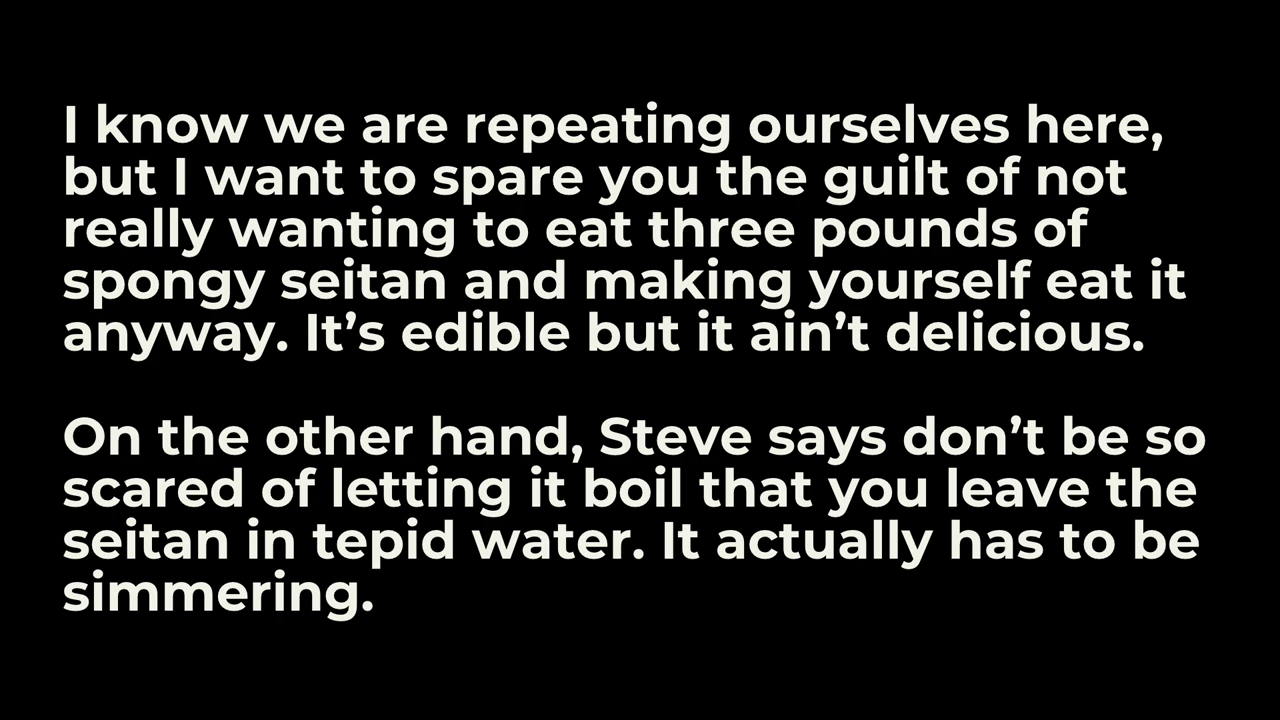 I know we are repeating ourselves here,
but I want to spare you the guilt of not
really wanting to eat three pounds of
spongy seitan and making yourself eat it
anyway. It’s edible but it ain’t delicious.

On the other hand, Steve says don’t be so
scared of letting it boil that you leave the
seitan in tepid water. It actually has to be
simmering.